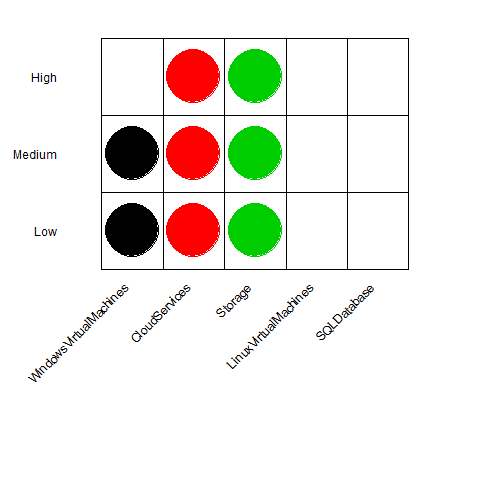 High
Medium
Low
WindowsVirtualMachines
CloudServices
Storage
LinuxVirtualMachines
SQLDatabase